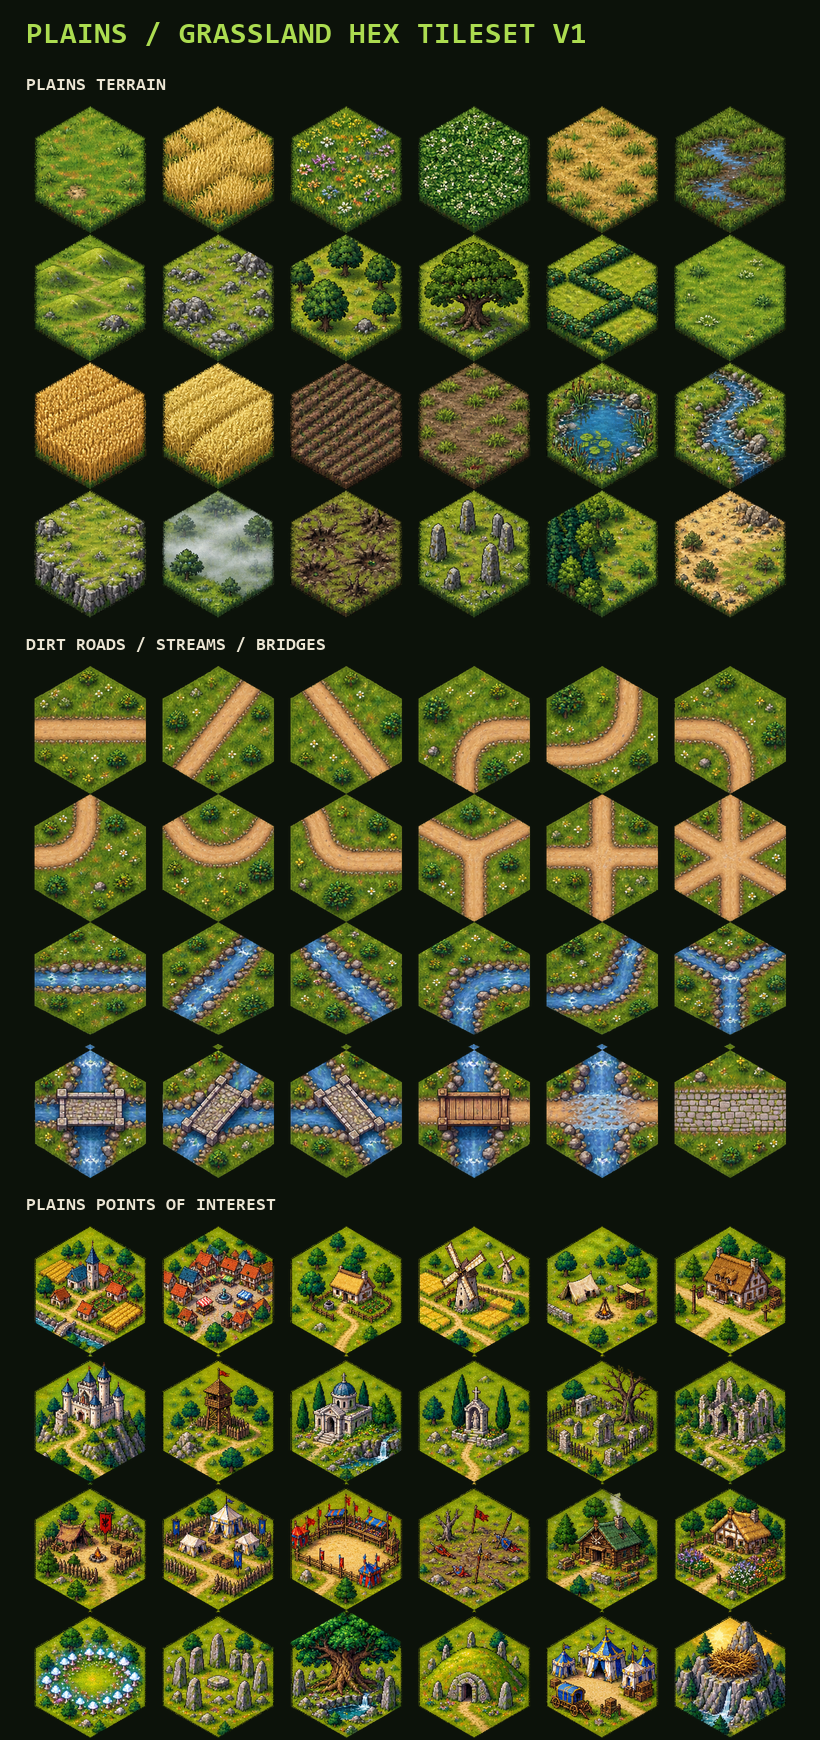 PLAINS / GRASSLAND HEX TILESET V1
PLAINS TERRAIN
DIRT ROADS / STREAMS / BRIDGES
PLAINS POINTS OF INTEREST